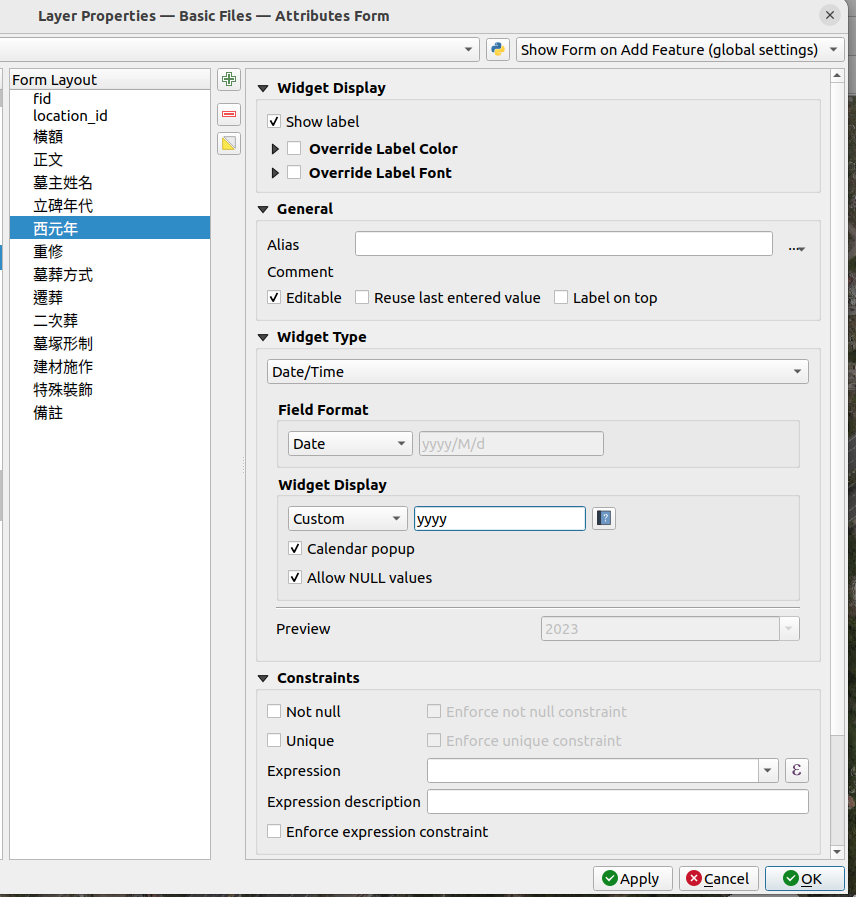 Layer Properties — Basic Files — Attributes Form
Show Form on Add Feature (global settings)
Form Layout
fid
location_id
橫額
正文
墓主姓名
立碑年代
西元年
重修
墓葬方式
遷葬
二次葬
墓塚形制
建材施作
特殊裝飾
備註
Widget Display
Show label
Override Label Color
Override Label Font
General
Alias
...
Comment
Editable Reuse last entered value Label on top
Widget Type
Date/Time
Field Format
Date yyyy/M/d
Widget Display
Custom yyyy
Calendar popup
Allow NULL values
Preview 2023
Constraints
Not null Enforce not null constraint
Unique Enforce unique constraint
Expression ε
Expression description
Enforce expression constraint
Apply Cancel OK